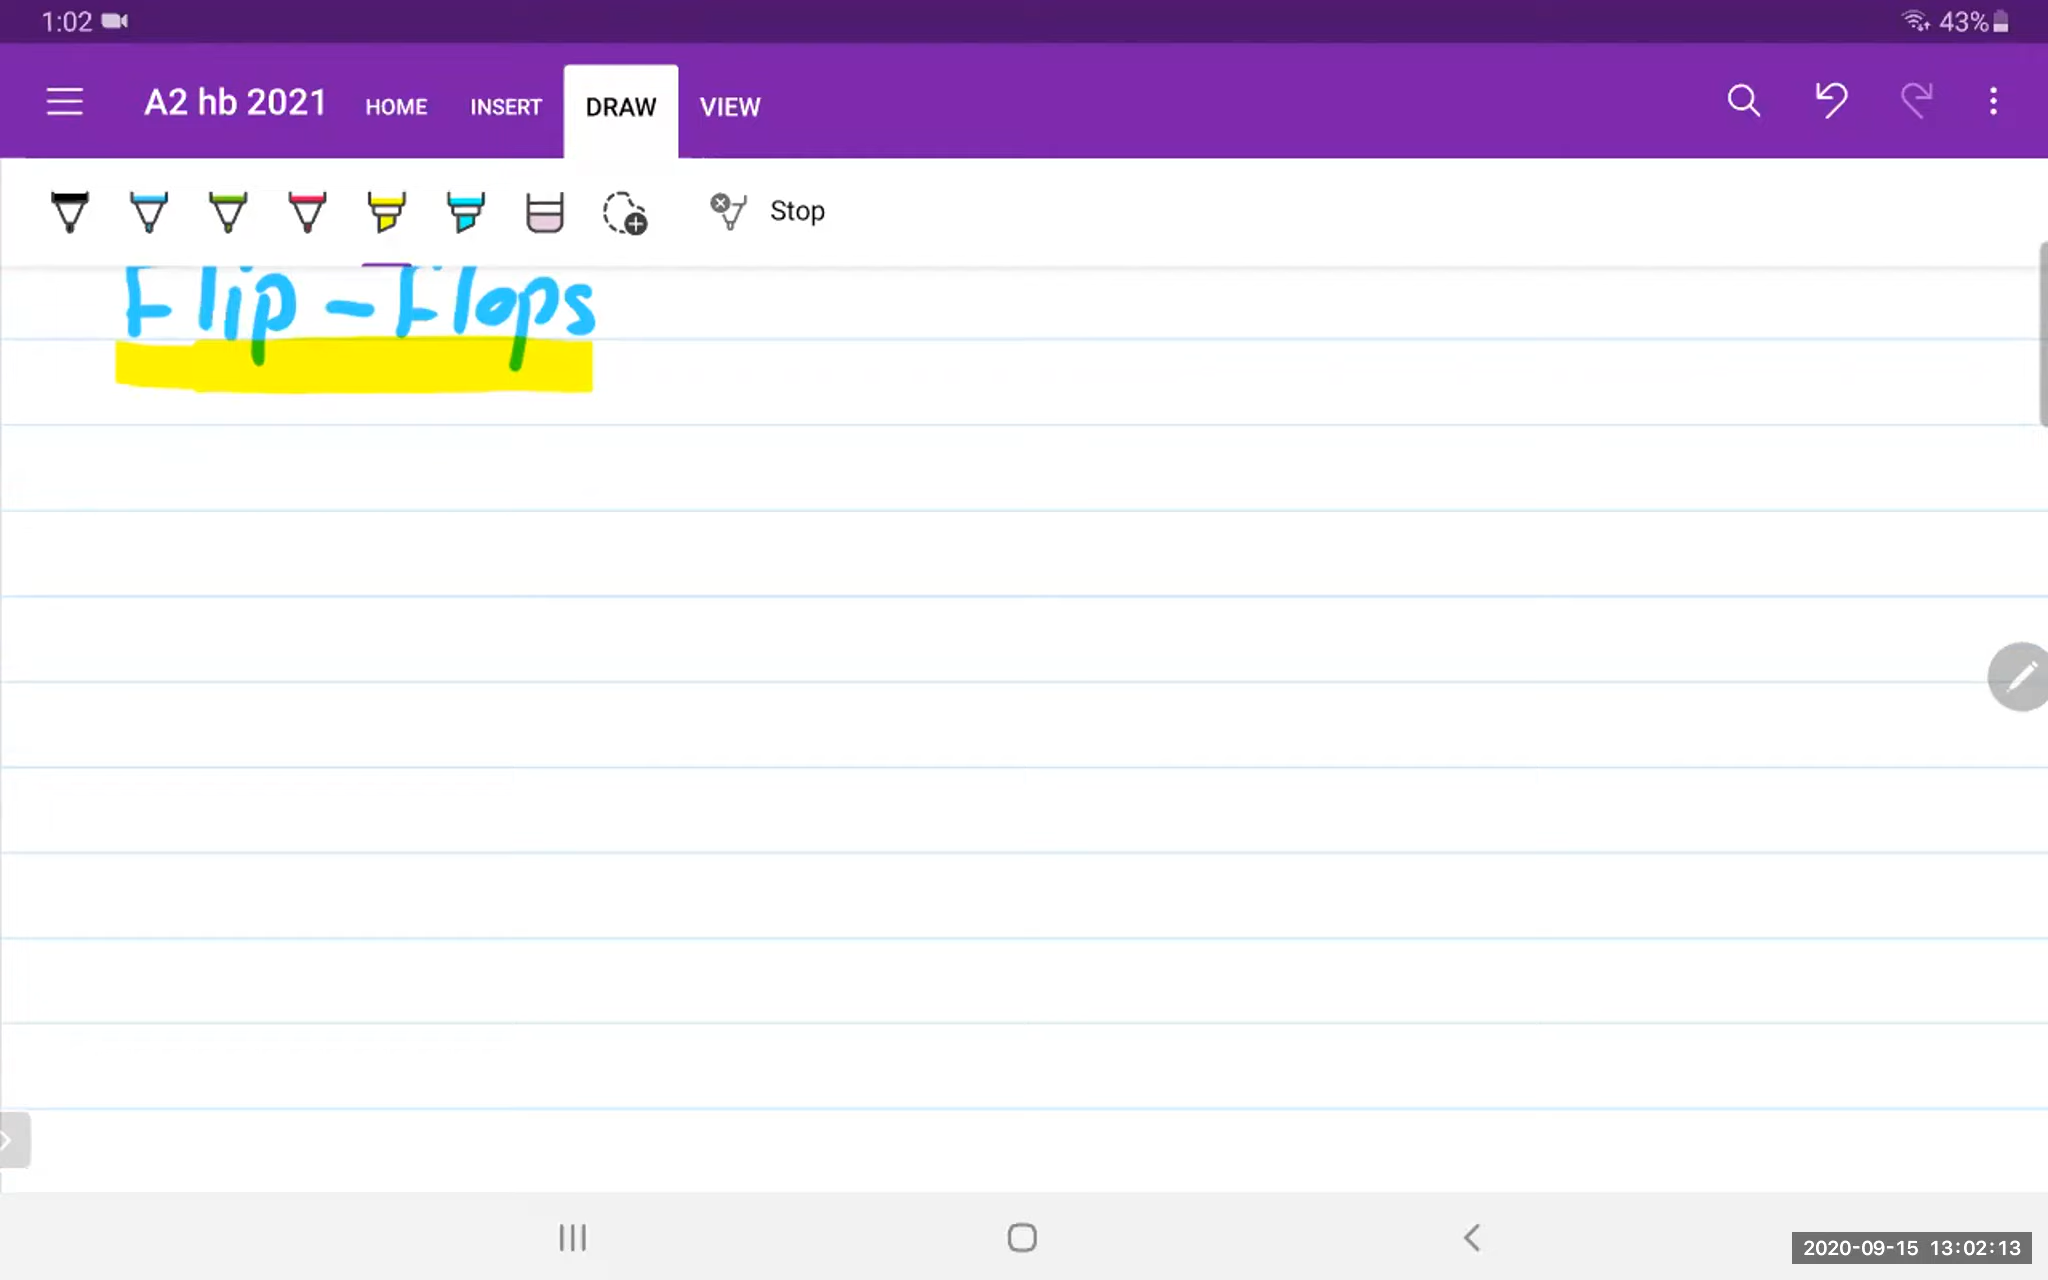 1:02 43%
A2 hb 2021 HOME INSERT DRAW VIEW
Stop
Flip-Flops
2020-09-15 13:02:13